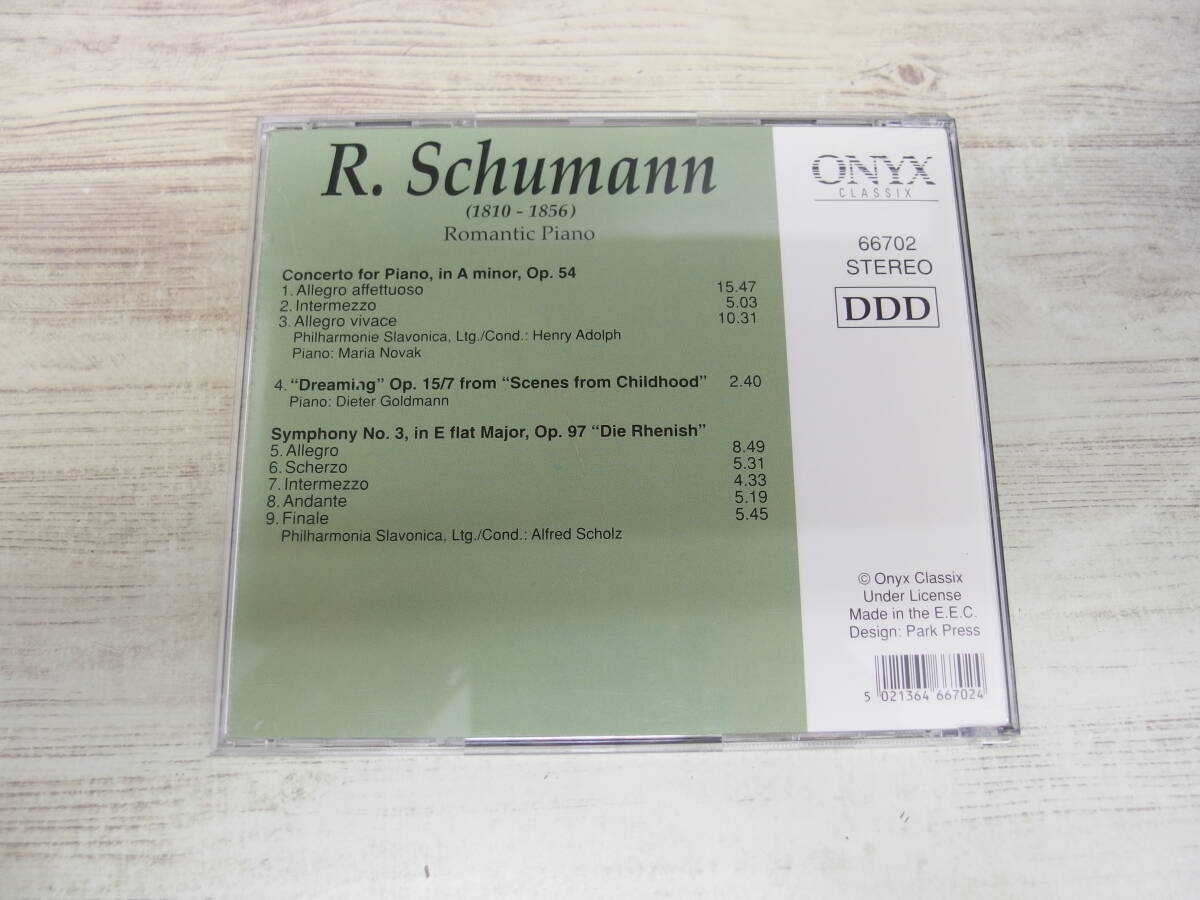 R. Schumann
(1810 - 1856)
Romantic Piano
Concerto for Piano, in A minor, Op. 54
1. Allegro affettuoso 15.47
2. Intermezzo 5.03
3. Allegro vivace 10.31
Philharmonie Slavonica, Ltg./Cond.: Henry Adolph
Piano: Maria Novak
4. "Dreaming" Op. 15/7 from "Scenes from Childhood" 2.40
Piano: Dieter Goldmann
Symphony No. 3, in E flat Major, Op. 97 "Die Rhenish"
5. Allegro 8.49
6. Scherzo 5.31
7. Intermezzo 4.33
8. Andante 5.19
9. Finale 5.45
Philharmonia Slavonica, Ltg./Cond.: Alfred Scholz
ONYX
CLASSIX
66702
STEREO
DDD
© Onyx Classix
Under License
Made in the E.E.C.
Design: Park Press
5 021364 667024